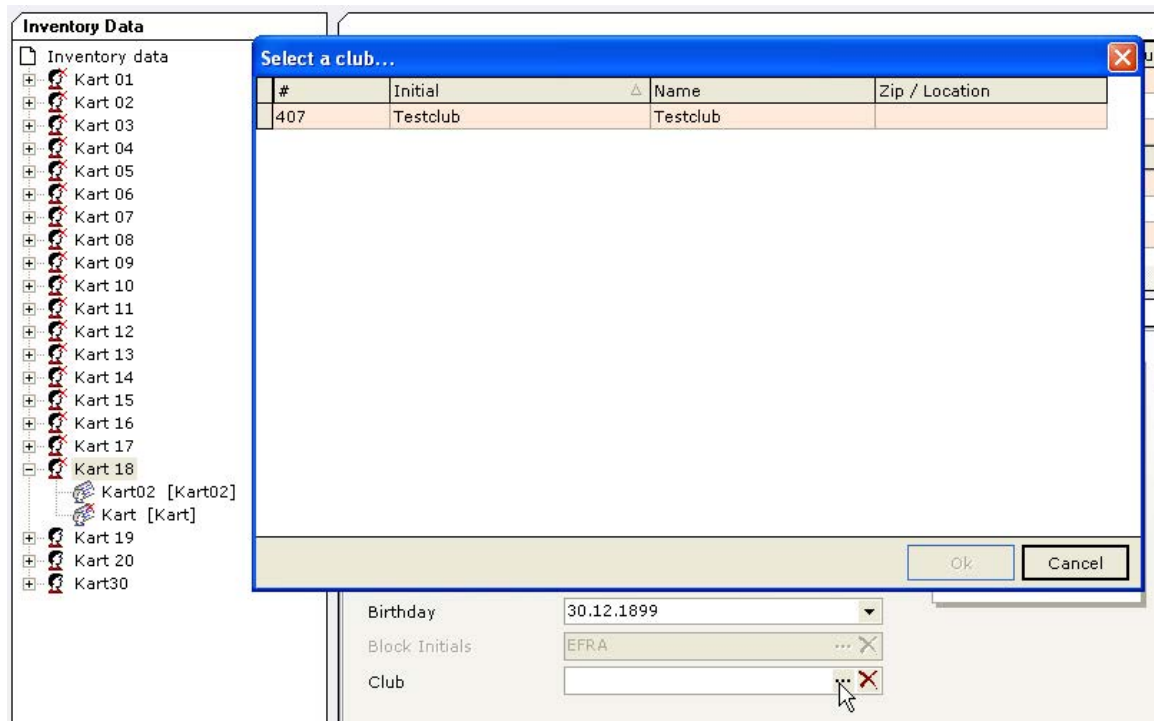 Inventory Data
Inventory data
Kart 01
Kart 02
Kart 03
Kart 04
Kart 05
Kart 06
Kart 07
Kart 08
Kart 09
Kart 10
Kart 11
Kart 12
Kart 13
Kart 14
Kart 15
Kart 16
Kart 17
Kart 18
Kart02 [Kart02]
Kart [Kart]
Kart 19
Kart 20
Kart30
Select a club...
# Initial Name Zip / Location
407 Testclub Testclub
Ok Cancel
Birthday 30.12.1899
Block Initials EFRA ...
Club ...